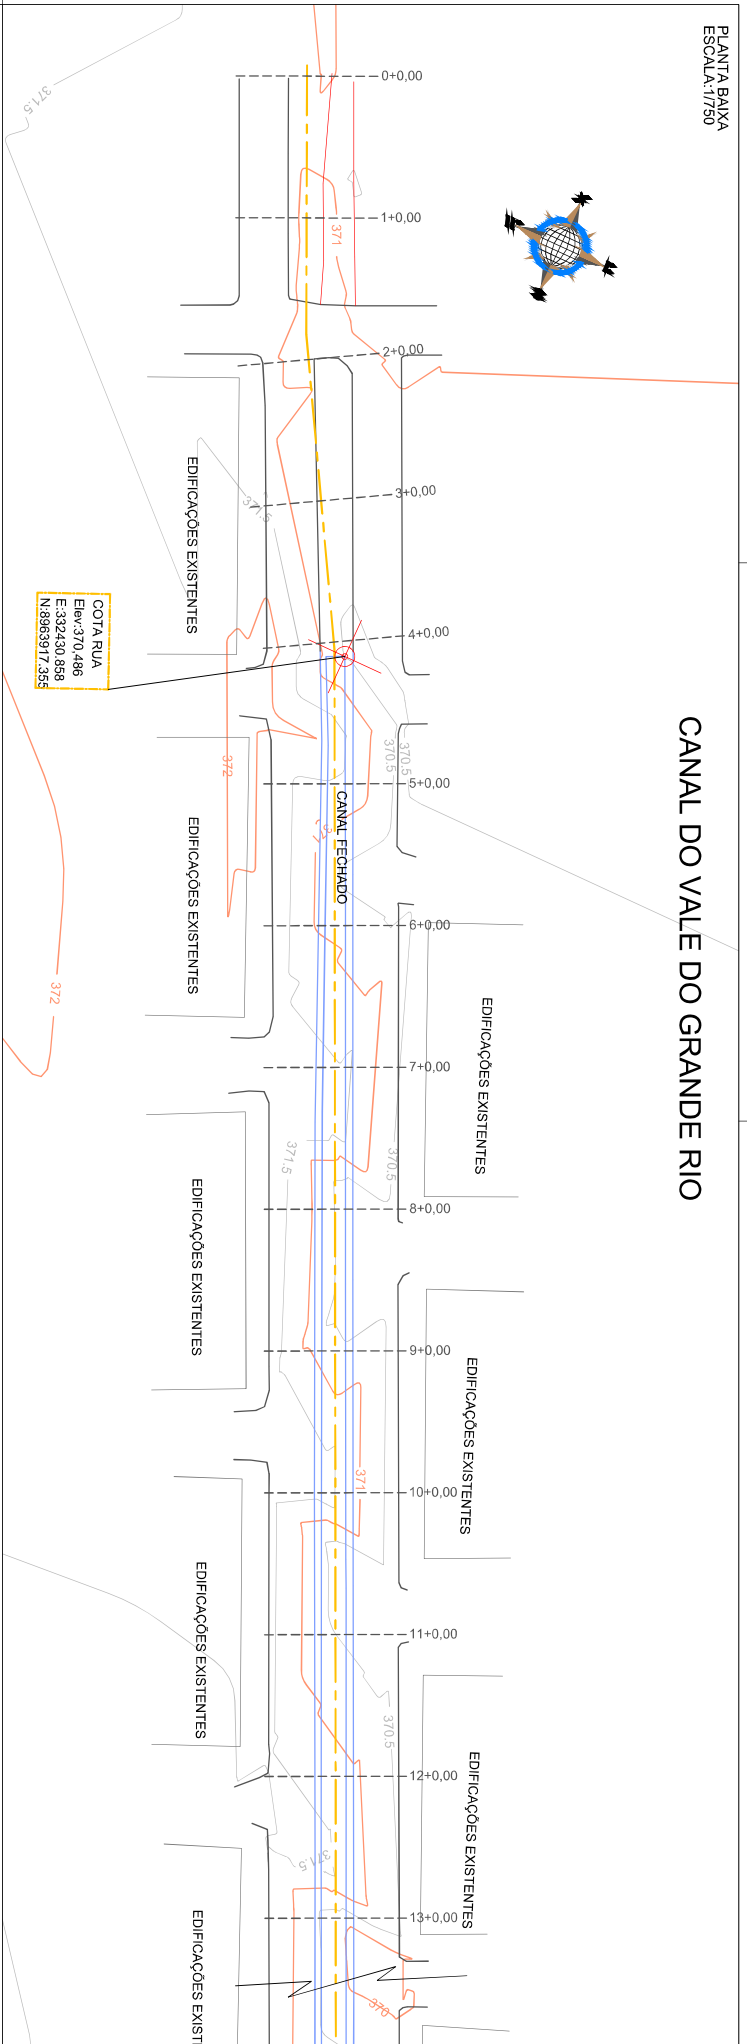 PLANTA BAIXA
ESCALA:1/750
CANAL DO VALE DO GRANDE RIO
0+0,00
371.5
1+0,00
371
2+0,00
EDIFICAÇÕES EXISTENTES
371.5
3+0,00
4+0,00
COTA RUA
Elev:370,486
E:332430.858
N:8963917.355
372
370.5
370.5
5+0,00
CANAL FECHADO
EDIFICAÇÕES EXISTENTES
6+0,00
372
EDIFICAÇÕES EXISTENTES
7+0,00
371.5
370.5
EDIFICAÇÕES EXISTENTES
8+0,00
9+0,00
EDIFICAÇÕES EXISTENTES
371
10+0,00
EDIFICAÇÕES EXISTENTES
11+0,00
370.5
12+0,00
EDIFICAÇÕES EXISTENTES
371.5
13+0,00
EDIFICAÇÕES EXIST
370